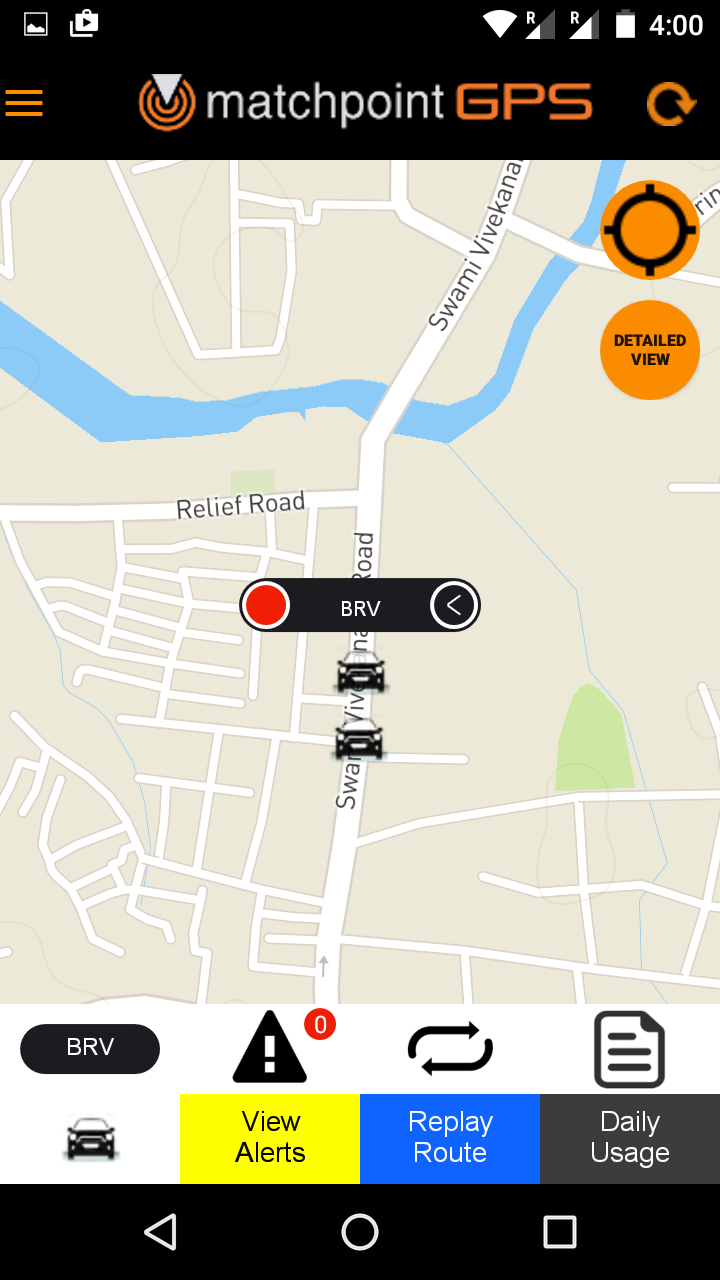 R R 4:00
matchpoint GPS
Swami Vivekana
rin
DETAILED
VIEW
Relief Road
Road
BRV
Swami Vivekana
BRV
0
View
Alerts
Replay
Route
Daily
Usage